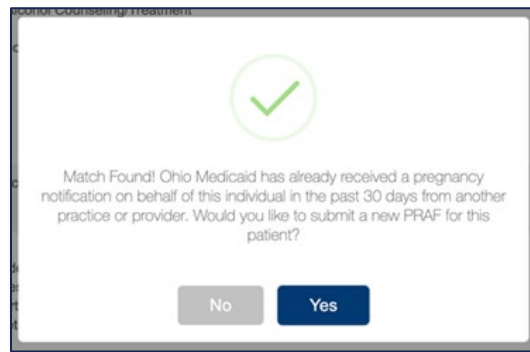 Alcohol Counseling/Treatment
Match Found! Ohio Medicaid has already received a pregnancy
notification on behalf of this individual in the past 30 days from another
practice or provider. Would you like to submit a new PRAF for this
patient?
No
Yes